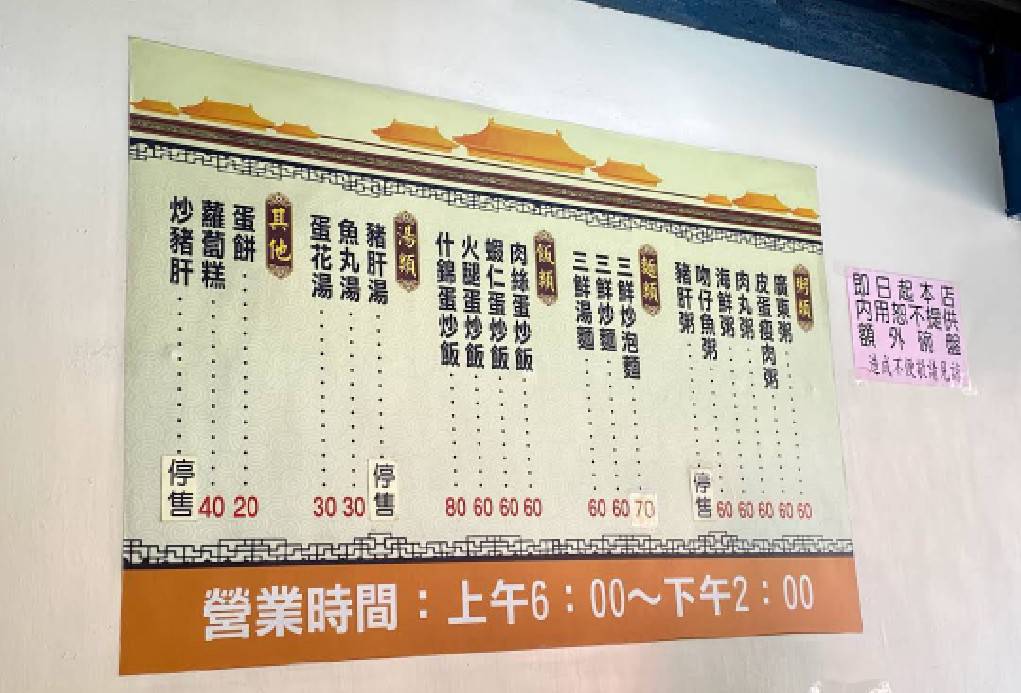 粥類
廣東粥 60
皮蛋瘦肉粥 60
肉丸粥 60
海鮮粥 60
吻仔魚粥 60
豬肝粥 停售
麵類
三鮮炒泡麵 70
三鮮炒麵 60
三鮮湯麵 60
飯類
肉絲蛋炒飯 60
蝦仁蛋炒飯 60
火腿蛋炒飯 60
什錦蛋炒飯 80
湯類
豬肝湯 停售
魚丸湯 30
蛋花湯 30
其他
蛋餅 20
蘿蔔糕 40
炒豬肝 停售
營業時間：上午6：00～下午2：00
即日起本店
內用恕不提供
額外碗盤
造成不便敬請見諒